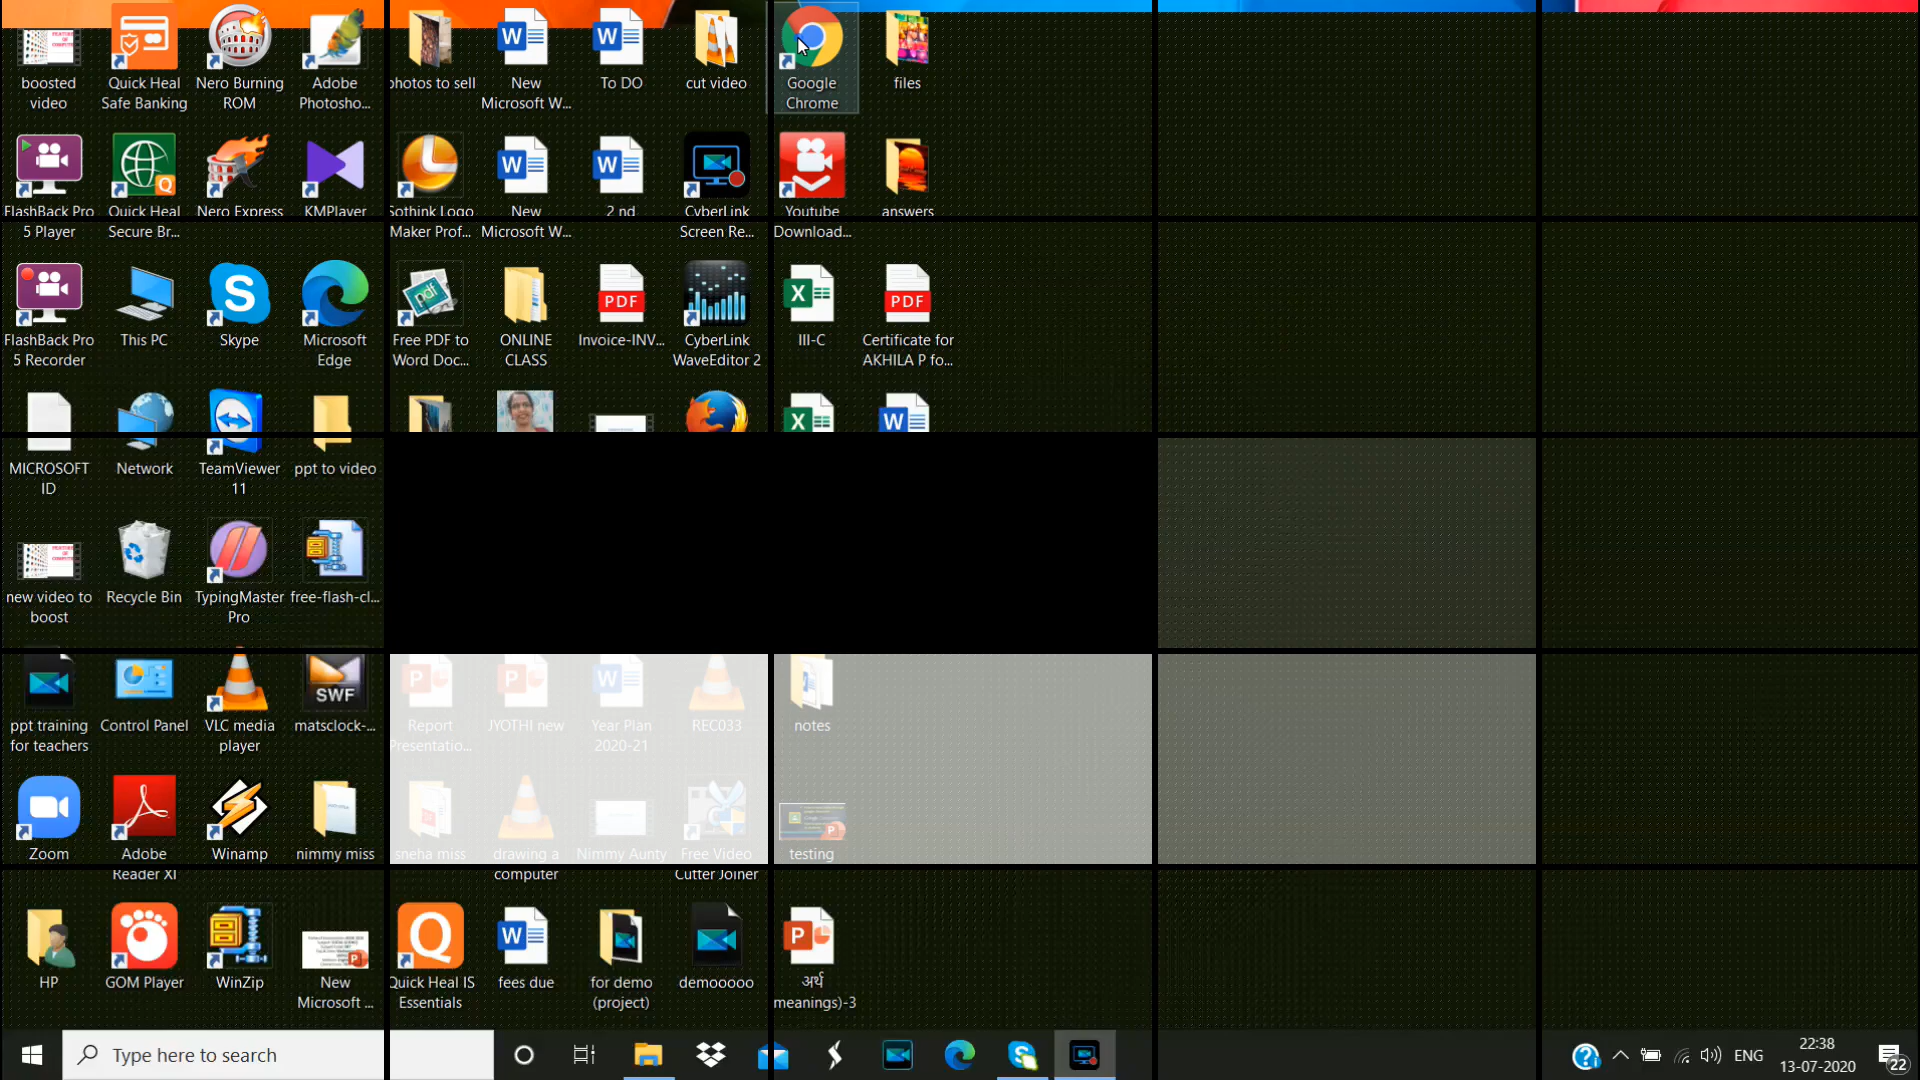 boosted video
Quick Heal Safe Banking
Nero Burning ROM
Adobe Photosho...
photos to sell
New Microsoft W...
To DO
cut video
Google Chrome
files
FlashBack Pro 5 Player
Quick Heal Secure Br...
Nero Express
KMPlayer
Sothink Logo Maker Prof...
New Microsoft W...
2 nd
CyberLink Screen Re...
Youtube Download...
answers
FlashBack Pro 5 Recorder
This PC
Skype
Microsoft Edge
Free PDF to Word Doc...
ONLINE CLASS
Invoice-INV...
CyberLink WaveEditor 2
III-C
Certificate for AKHILA P fo...
MICROSOFT ID
Network
TeamViewer 11
ppt to video
new video to boost
Recycle Bin
TypingMaster Pro
free-flash-cl...
ppt training for teachers
Control Panel
VLC media player
matsclock-...
Report Presentatio...
JYOTHI new
Year Plan 2020-21
REC033
notes
Zoom
Adobe Reader XI
Winamp
nimmy miss
sneha miss
drawing a computer
Nimmy Aunty
Free Video Cutter Joiner
testing
HP
GOM Player
WinZip
New Microsoft ...
Quick Heal IS Essentials
fees due
for demo (project)
demooooo
अर्थ meanings)-3
Type here to search
ENG
22:38
13-07-2020
22